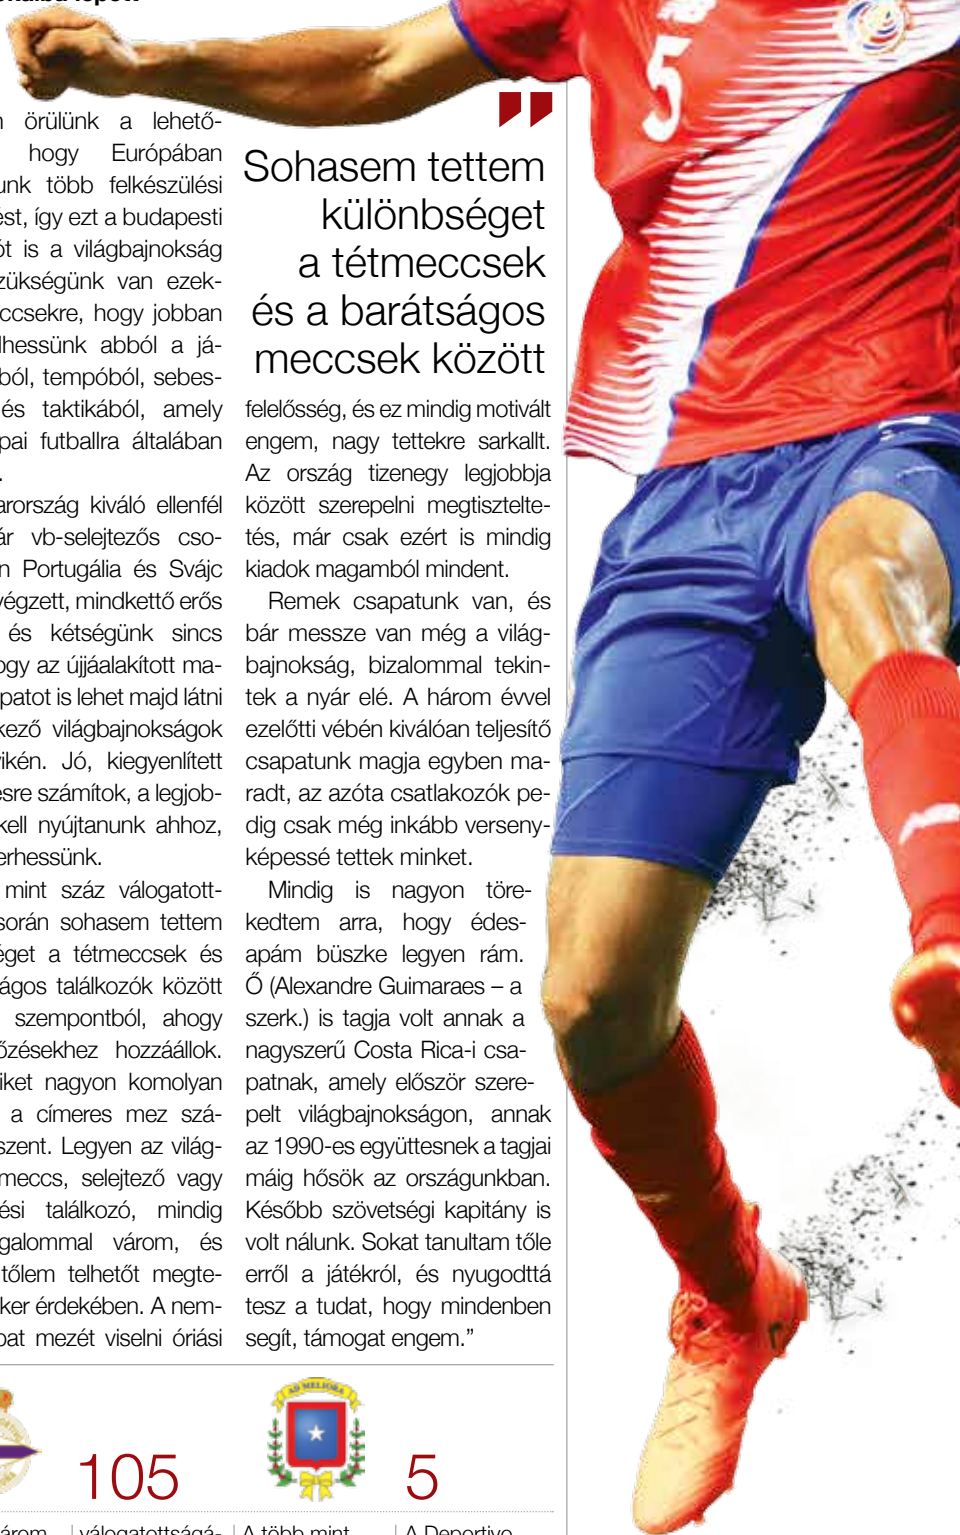 örülünk a lehető-
hogy Európában
több felkészülési
így ezt a budapesti
is a világbajnokság
van ezek-
hogy jobban
abból a já-
tempóból, sebes-
és taktikából, amely
futballra általában
kiváló ellenfél
vb-selejtezős cso-
Portugália és Svájc
végzett, mindkettő erős
és kétségünk sincs
az újjáalakított ma-
is lehet majd látni
világbajnokságok
Jó, kiegyenlített
számítok, a legjob-
kell nyújtanunk ahhoz,
mint száz válogatott-
során sohasem tettem
a tétmeccsek és
találkozók között
szempontból, ahogy
hozzáállok.
nagyon komolyan
a címeres mez szá-
Legyen az világ-
meccs, selejtező vagy
találkozó, mindig
várom, és
tőlem telhetőt megte-
érdekében. A nem-
mezét viselni óriási
Sohasem tettem
különbséget
a tétmeccsek
és a barátságos
meccsek között
felelősség, és ez mindig motivált
engem, nagy tettekre sarkallt.
Az ország tizenegy legjobbja
között szerepelni megtisztelte-
tés, már csak ezért is mindig
kiadok magamból mindent.
Remek csapatunk van, és
bár messze van még a világ-
bajnokság, bizalommal tekin-
tek a nyár elé. A három évvel
ezelőtti vébén kiválóan teljesítő
csapatunk magja egyben ma-
radt, az azóta csatlakozók pe-
dig csak még inkább verseny-
képessé tettek minket.
Mindig is nagyon töre-
kedtem arra, hogy édes-
apám büszke legyen rám.
Ő (Alexandre Guimaraes – a
szerk.) is tagja volt annak a
nagyszerű Costa Rica-i csa-
patnak, amely először szere-
pelt világbajnokságon, annak
az 1990-es együttesnek a tagjai
máig hősök az országunkban.
Később szövetségi kapitány is
volt nálunk. Sokat tanultam tőle
erről a játékról, és nyugodttá
tesz a tudat, hogy mindenben
segít, támogat engem.”
5
AD MELIORA
105
5
válogatottságá-
A több mint
A Deportivo